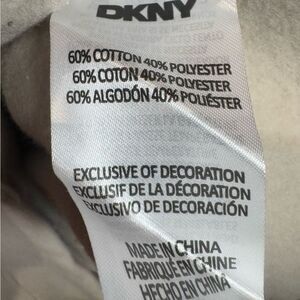 DKNY
60% COTTON 40% POLYESTER
60% COTON 40% POLYESTER
60% ALGODÓN 40% POLIÉSTER
EXCLUSIVE OF DECORATION
EXCLUSIF DE LA DÉCORATION
EXCLUSIVO DE DECORACIÓN
MADE IN CHINA
FABRIQUÉ EN CHINE
HECHO EN CHINA